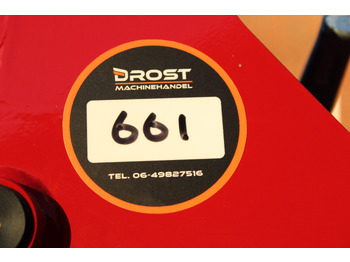 DROST
MACHINEHANDEL
661
TEL. 06-49827516